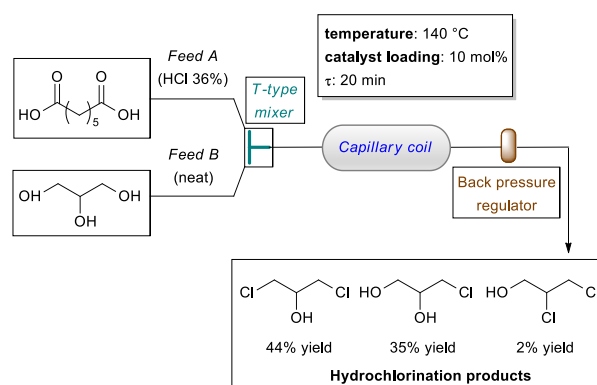 Feed A
(HCl 36%)
temperature: 140 °C
catalyst loading: 10 mol%
τ: 20 min
O O
HO ( )5 OH
T-type
mixer
Capillary coil
Feed B
(neat)
OH OH
OH
Back pressure
regulator
Cl Cl HO Cl HO Cl
OH OH Cl
44% yield 35% yield 2% yield
Hydrochlorination products